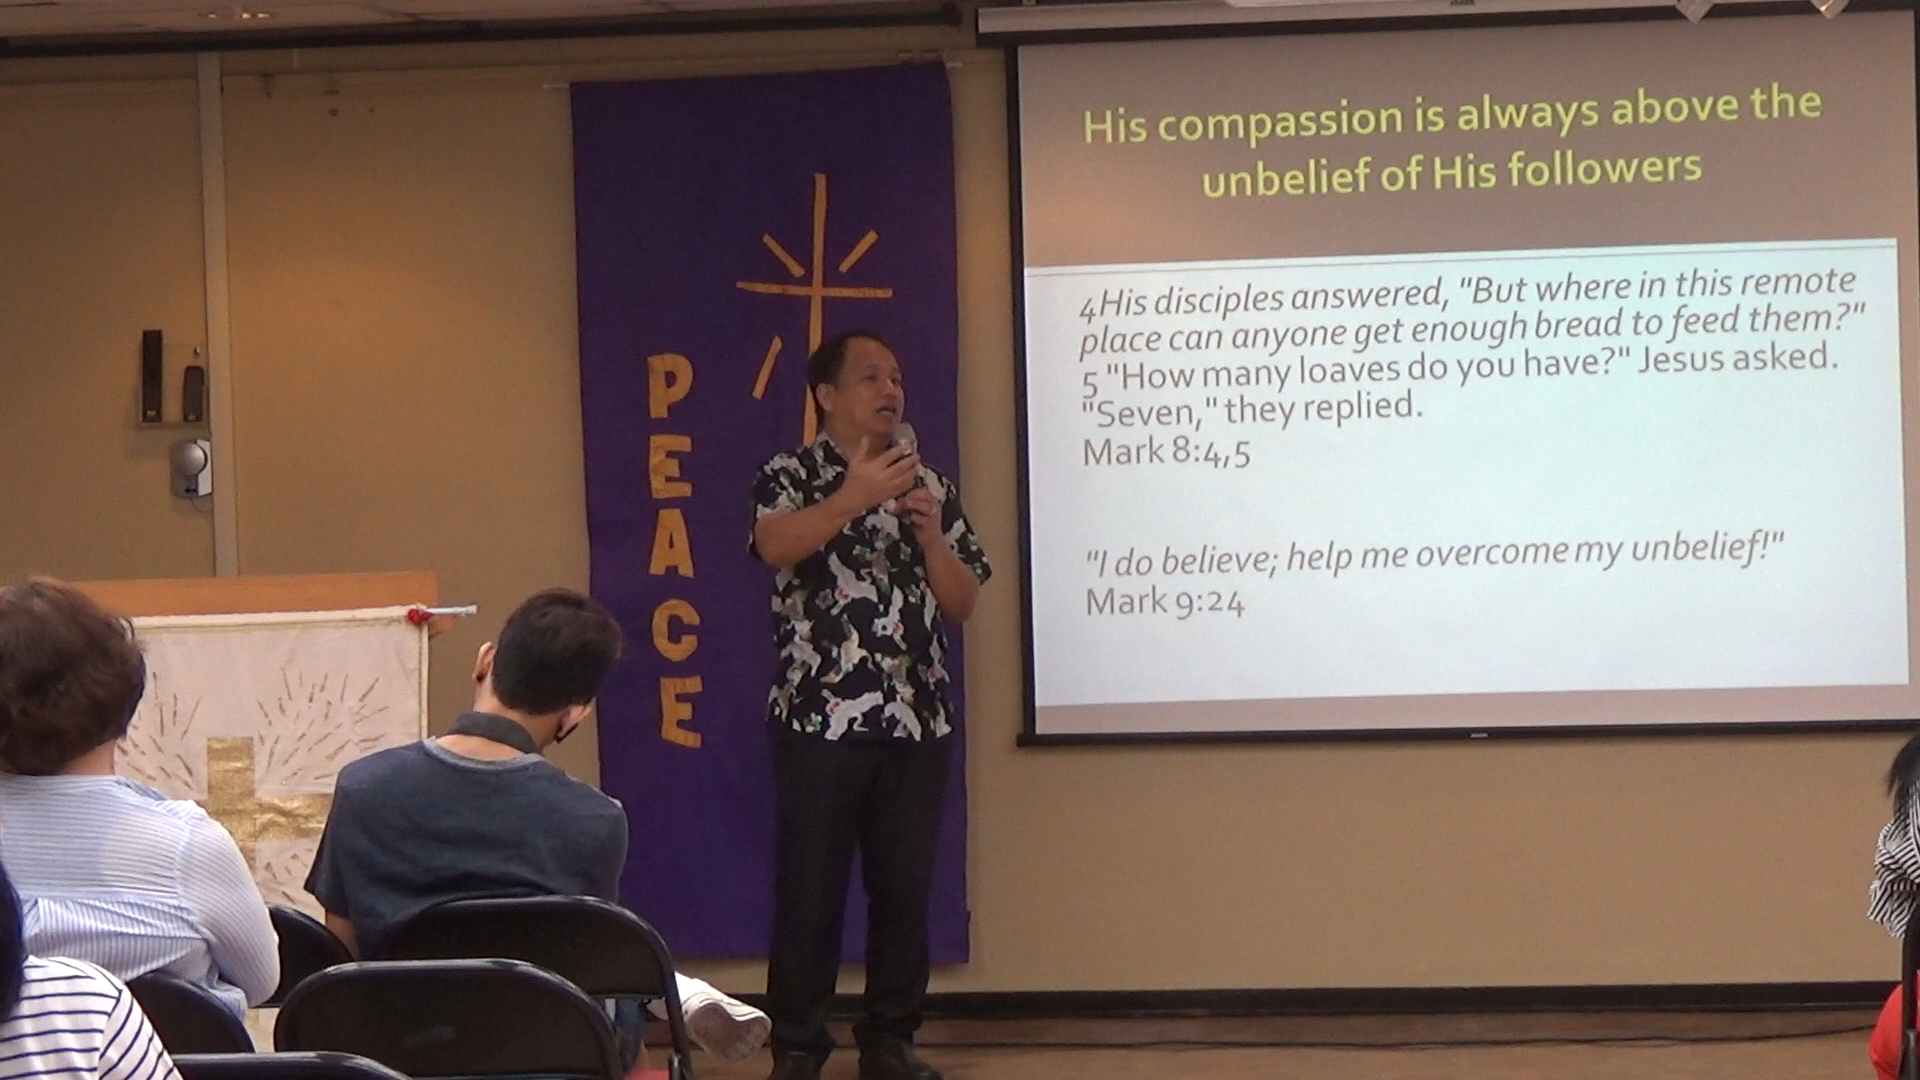 PEACE
His compassion is always above the
unbelief of His followers
4His disciples answered, "But where in this remote
place can anyone get enough bread to feed them?"
5 "How many loaves do you have?" Jesus asked.
"Seven," they replied.
Mark 8:4,5
"I do believe; help me overcome my unbelief!"
Mark 9:24